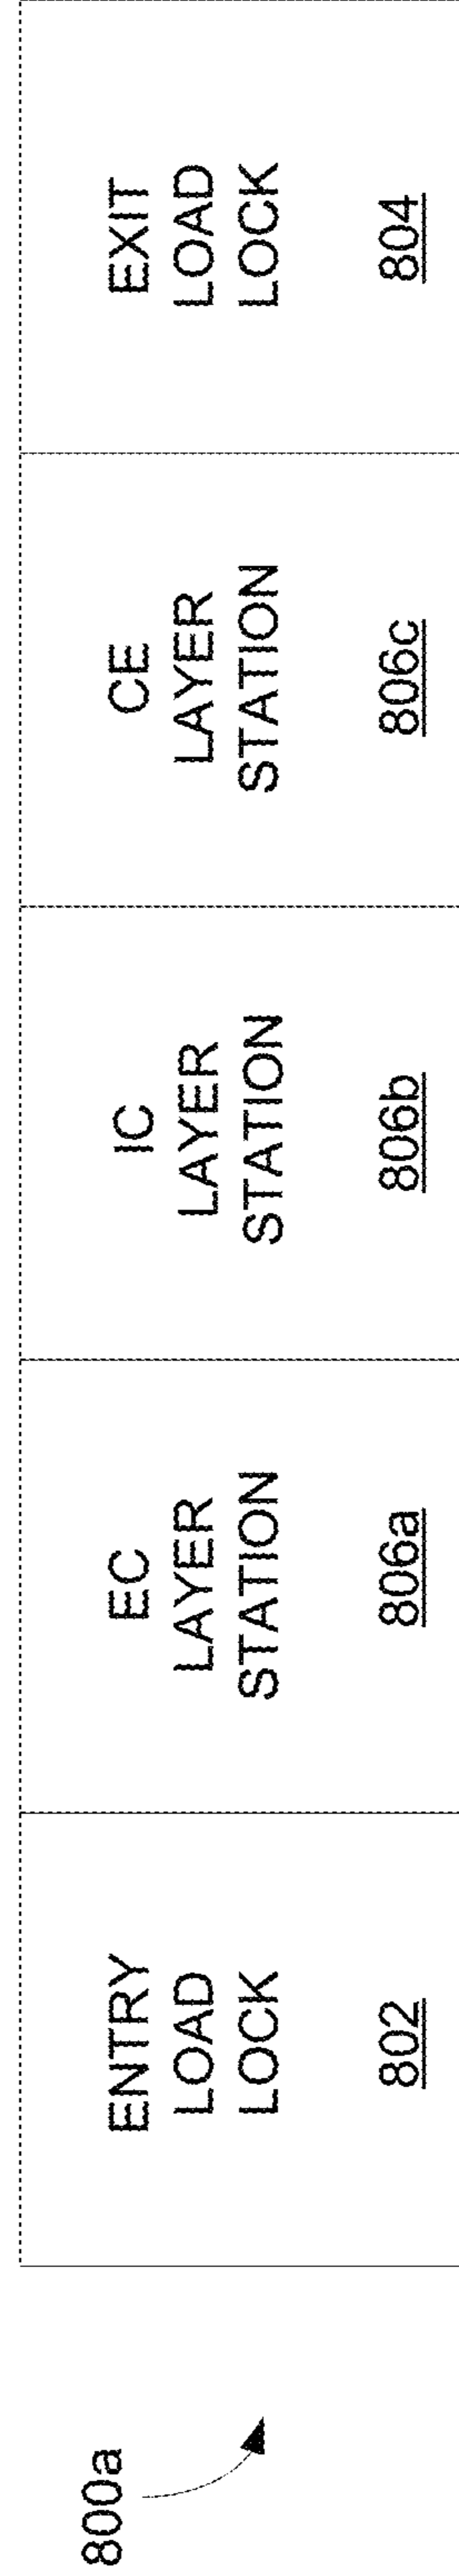 800a
ENTRY
LOAD
LOCK
802
EC
LAYER
STATION
806a
IC
LAYER
STATION
806b
CE
LAYER
STATION
806c
EXIT
LOAD
LOCK
804